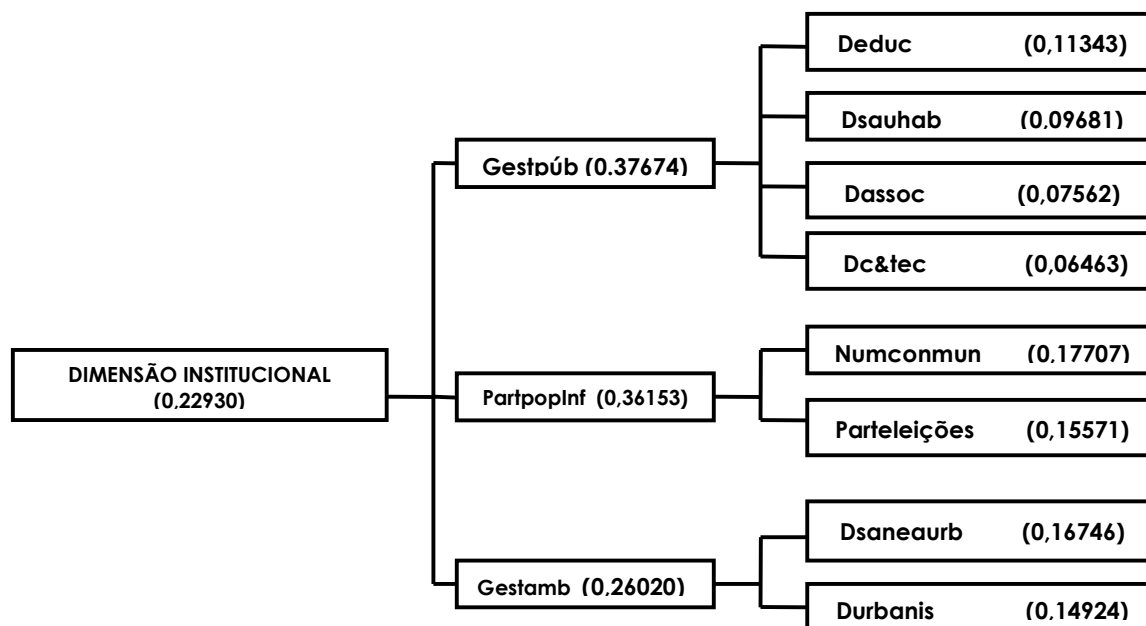 Deduc (0,11343)
Dsauhab (0,09681)
Gestpúb (0.37674)
Dassoc (0,07562)
Dc&tec (0,06463)
DIMENSÃO INSTITUCIONAL
(0,22930)
Numconmun (0,17707)
PartpopInf (0,36153)
Parteleições (0,15571)
Dsaneaurb (0,16746)
Gestamb (0,26020)
Durbanis (0,14924)